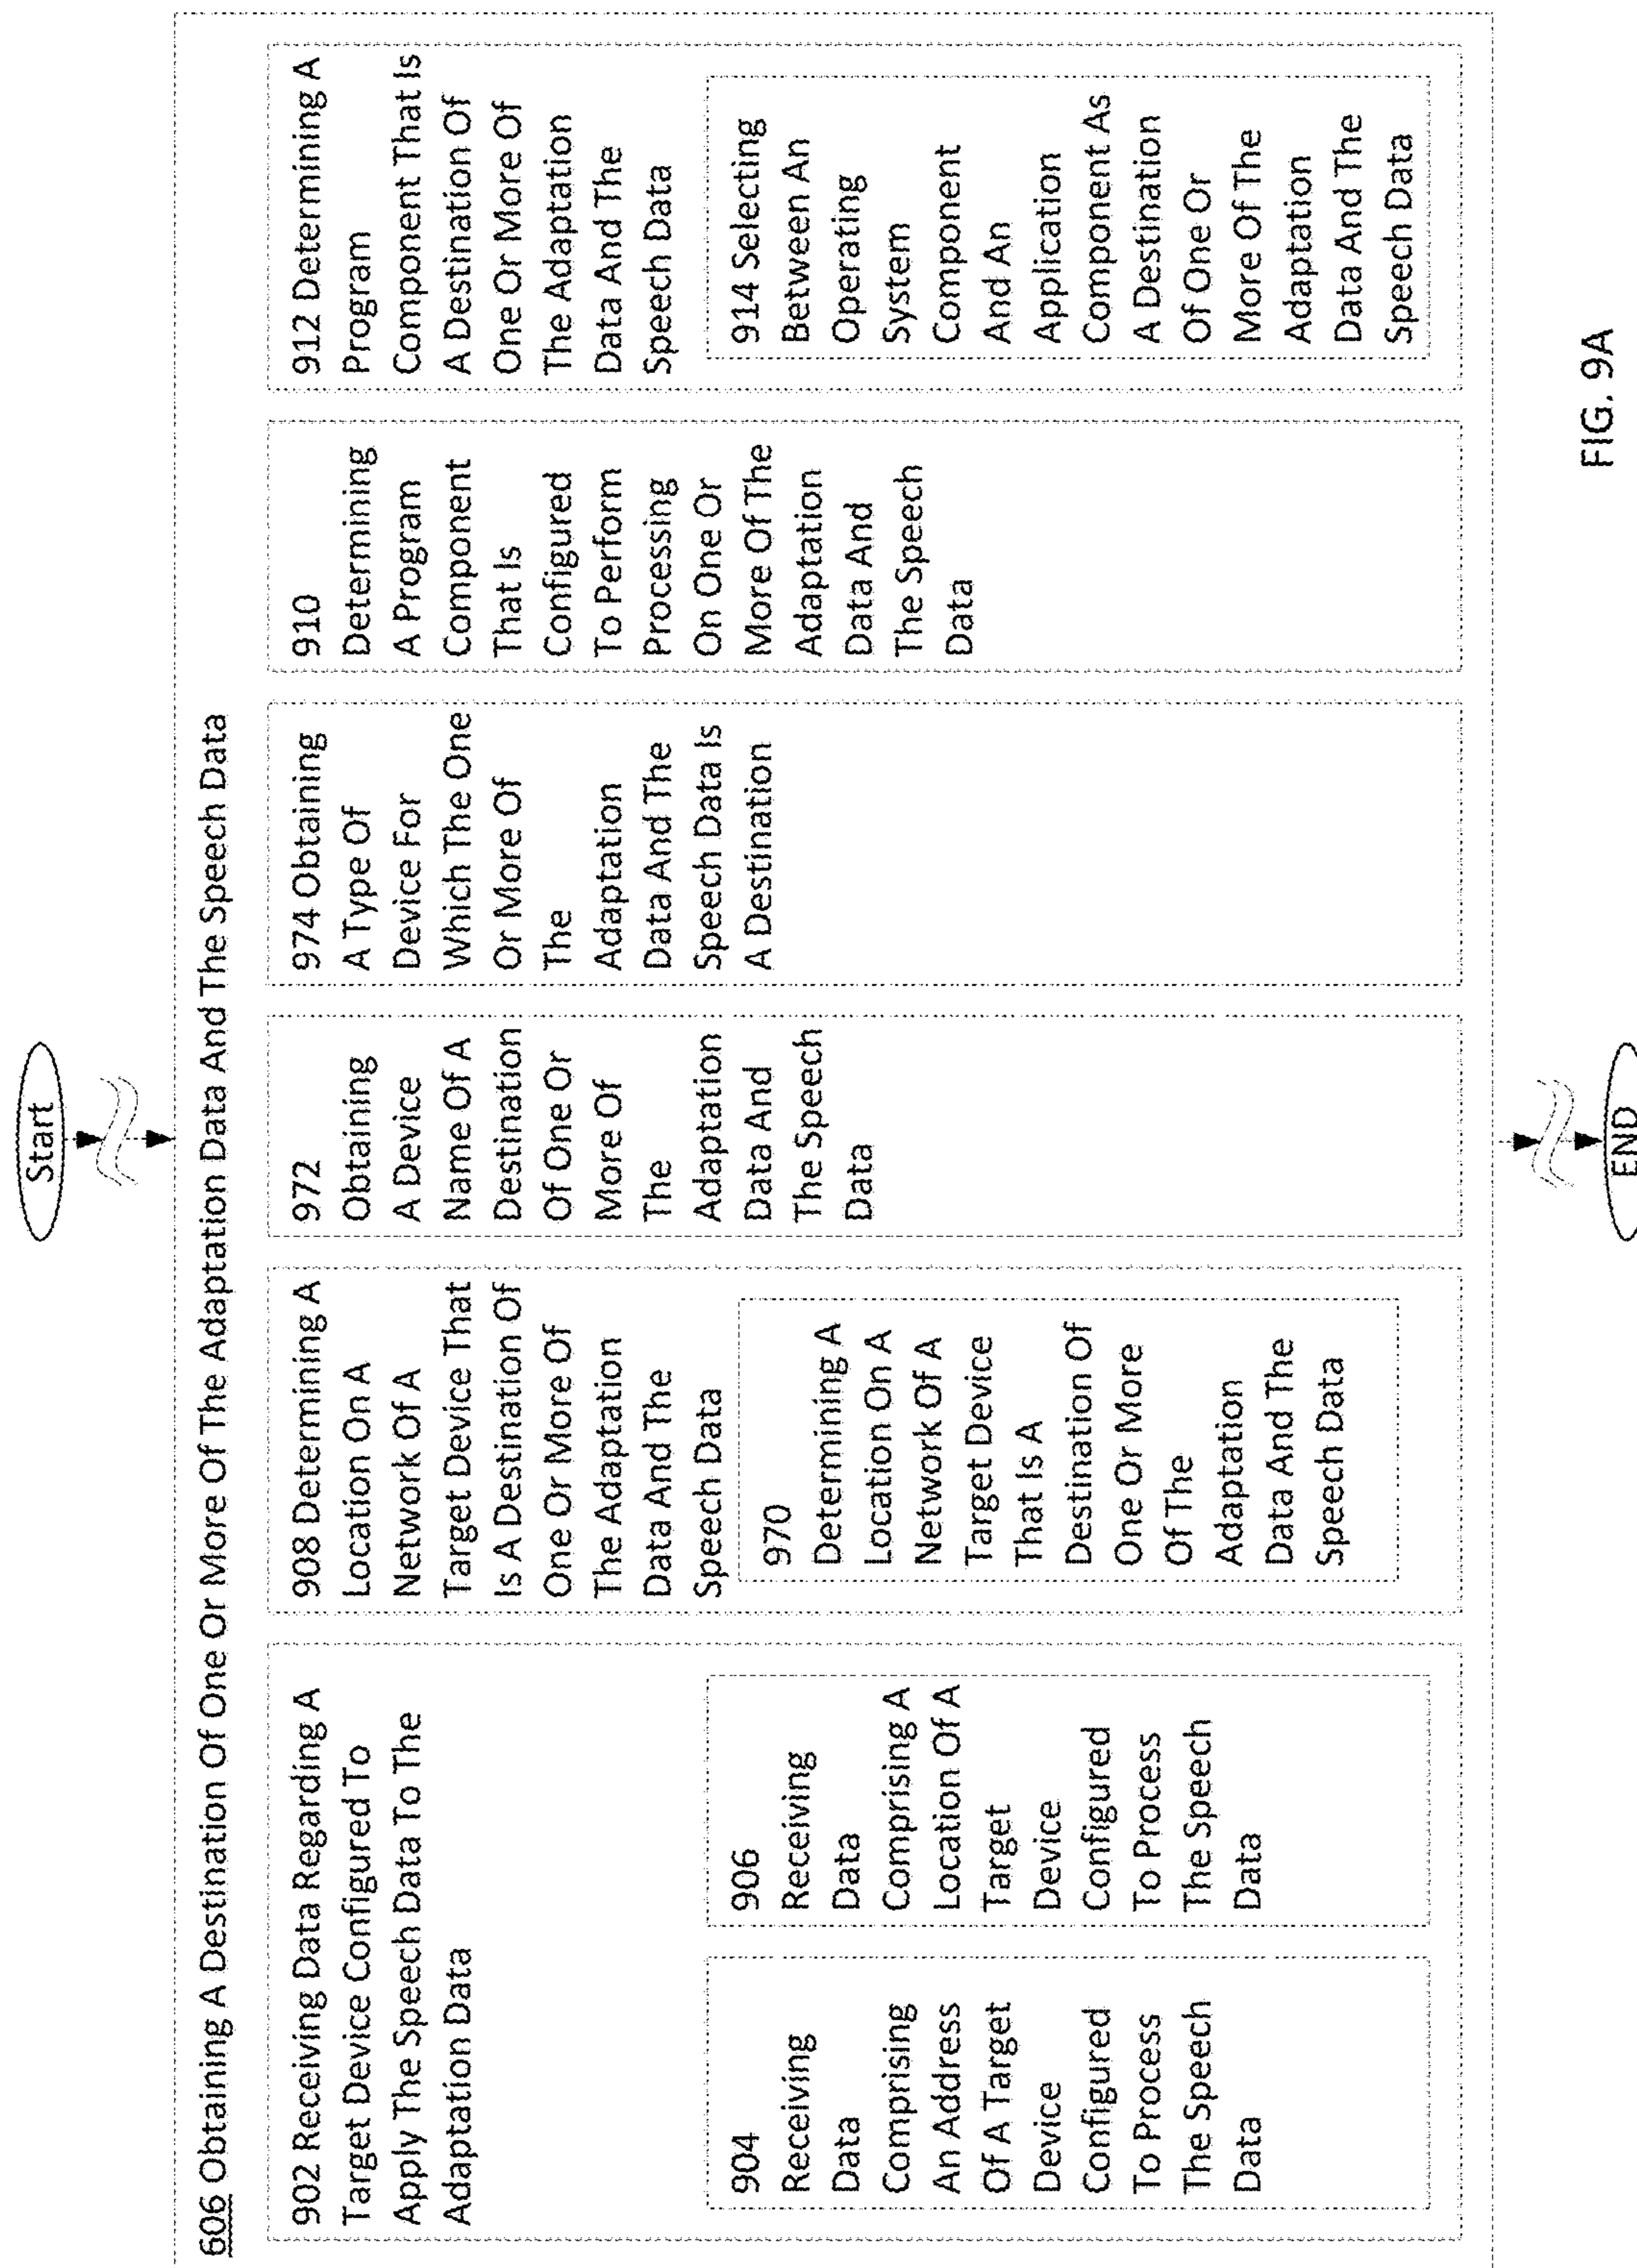 Start
606 Obtaining A Destination Of One Or More Of The Adaptation Data And The Speech Data
902 Receiving Data Regarding A
Target Device Configured To
Apply The Speech Data To The
Adaptation Data
904
Receiving
Data
Comprising
An Address
Of A Target
Device
Configured
To Process
The Speech
Data
906
Receiving
Data
Comprising A
Location Of A
Target
Device
Configured
To Process
The Speech
Data
908 Determining A
Location On A
Network Of A
Target Device That
Is A Destination Of
One Or More Of
The Adaptation
Data And The
Speech Data
970
Determining A
Location On A
Network Of A
Target Device
That Is A
Destination Of
One Or More
Of The
Adaptation
Data And The
Speech Data
972
Obtaining
A Device
Name Of A
Destination
Of One Or
More Of
The
Adaptation
Data And
The Speech
Data
974 Obtaining
A Type Of
Device For
Which The One
Or More Of
The
Adaptation
Data And The
Speech Data Is
A Destination
910
Determining
A Program
Component
That Is
Configured
To Perform
Processing
On One Or
More Of The
Adaptation
Data And
The Speech
Data
912 Determining A
Program
Component That Is
A Destination Of
One Or More Of
The Adaptation
Data And The
Speech Data
914 Selecting
Between An
Operating
System
Component
And An
Application
Component As
A Destination
Of One Or
More Of The
Adaptation
Data And The
Speech Data
END
FIG. 9A